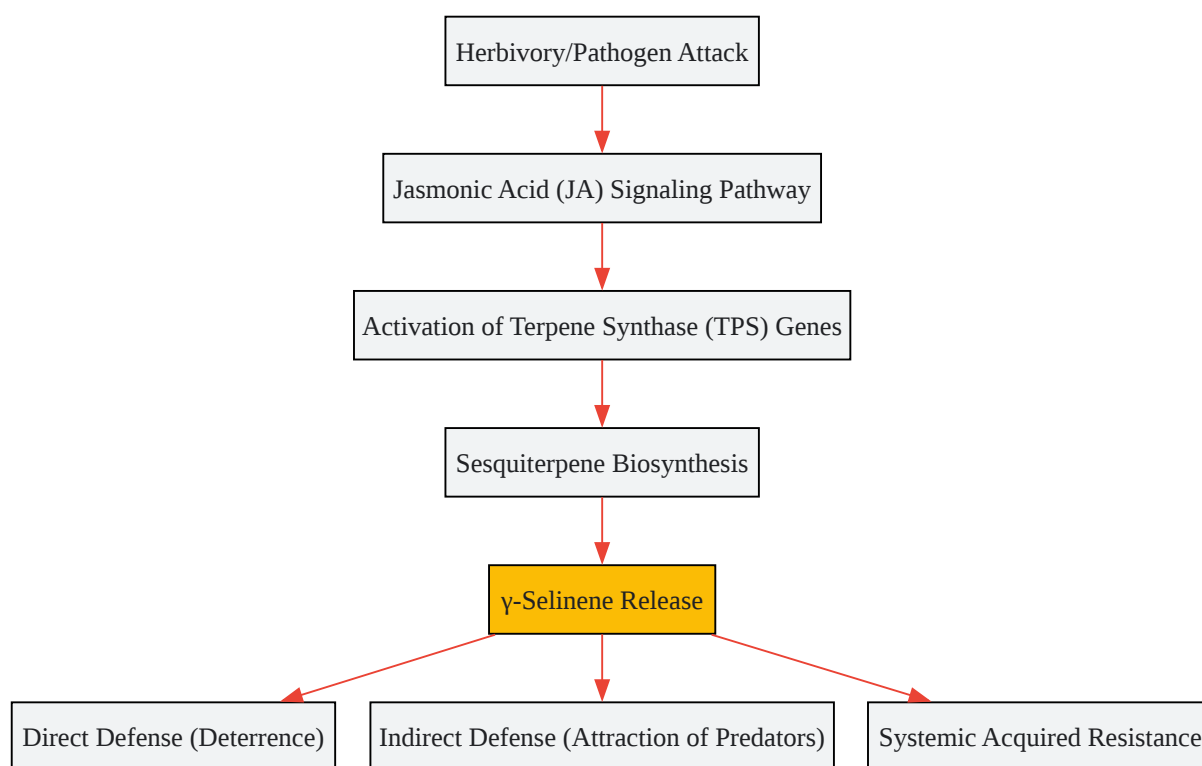 Herbivory/Pathogen Attack
Jasmonic Acid (JA) Signaling Pathway
Activation of Terpene Synthase (TPS) Genes
Sesquiterpene Biosynthesis
γ-Selinene Release
Direct Defense (Deterrence)
Indirect Defense (Attraction of Predators)
Systemic Acquired Resistance